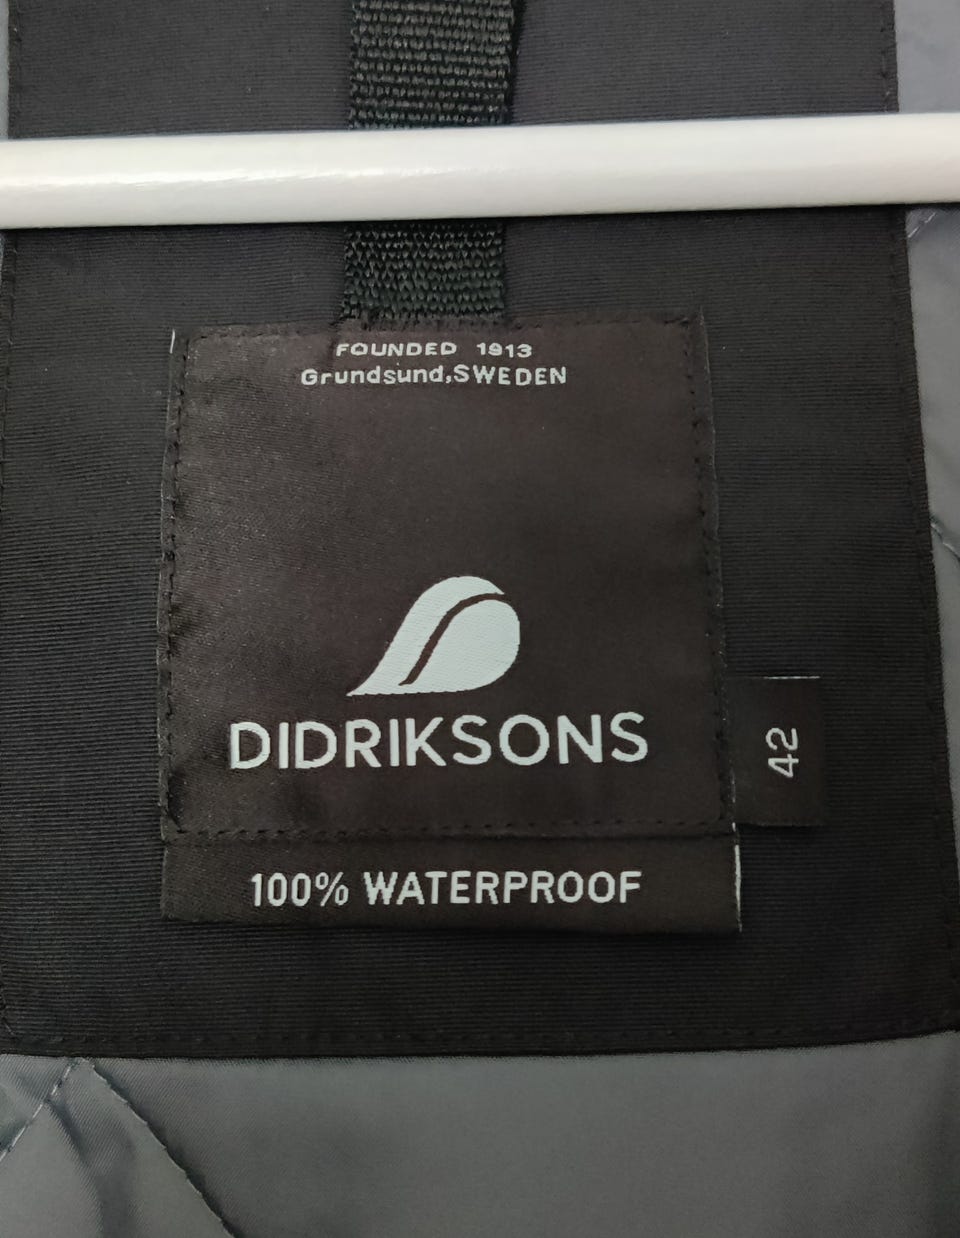 FOUNDED 1913
Grundsund,SWEDEN
DIDRIKSONS
42
100% WATERPROOF